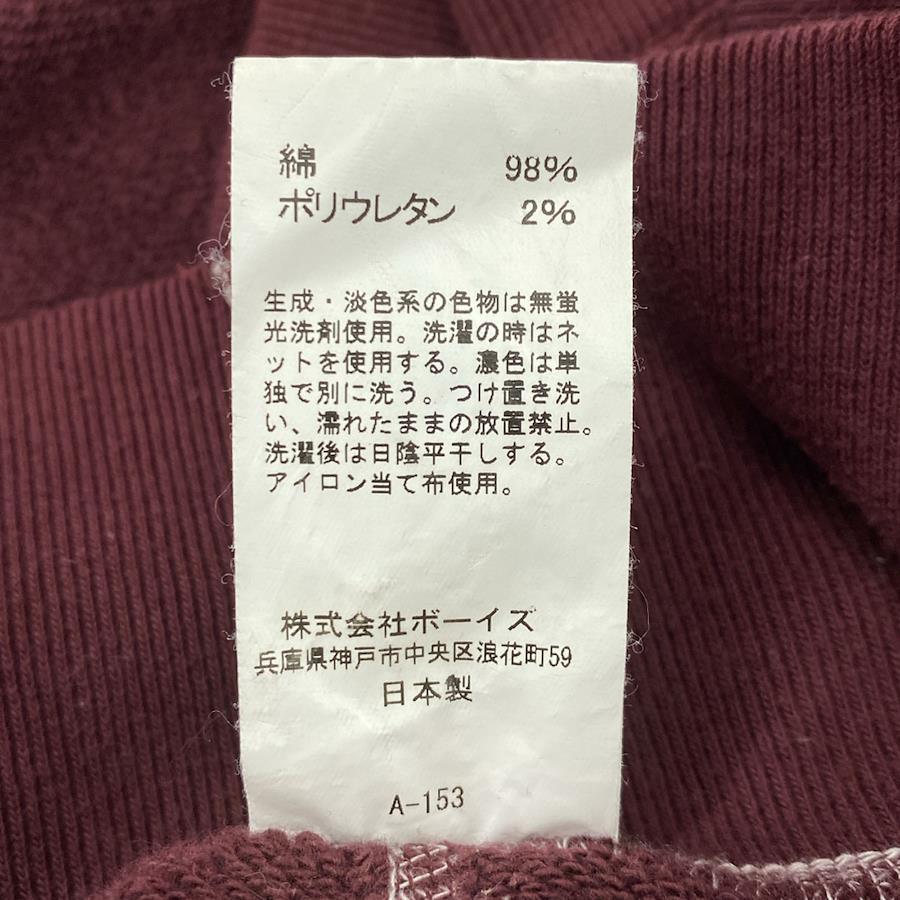 綿 98%
ポリウレタン 2%
生成・淡色系の色物は無蛍
光洗剤使用。洗濯の時はネ
ットを使用する。濃色は単
独で別に洗う。つけ置き洗
い、濡れたままの放置禁止。
洗濯後は日陰平干しする。
アイロン当て布使用。
株式会社ボーイズ
兵庫県神戸市中央区浪花町59
日本製
A-153